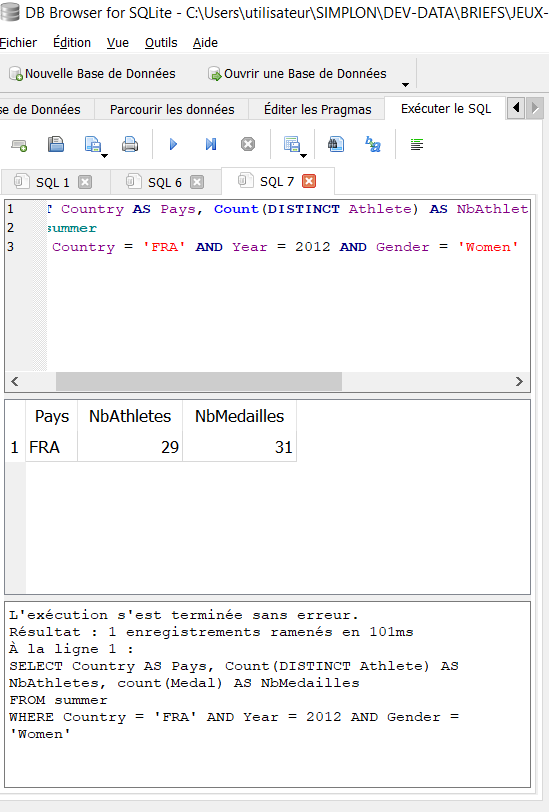 DB Browser for SQLite - C:\Users\utilisateur\SIMPLON\DEV-DATA\BRIEFS\JEUX-
Fichier Édition Vue Outils Aide
Nouvelle Base de Données Ouvrir une Base de Données
se de Données Parcourir les données Éditer les Pragmas Exécuter le SQL
SQL 1 SQL 6 SQL 7
1 T Country AS Pays, Count(DISTINCT Athlete) AS NbAthlet
2 summer
3 Country = 'FRA' AND Year = 2012 AND Gender = 'Women'
Pays NbAthletes NbMedailles
1 FRA 29 31
L'exécution s'est terminée sans erreur.
Résultat : 1 enregistrements ramenés en 101ms
À la ligne 1 :
SELECT Country AS Pays, Count(DISTINCT Athlete) AS
NbAthletes, count(Medal) AS NbMedailles
FROM summer
WHERE Country = 'FRA' AND Year = 2012 AND Gender =
'Women'